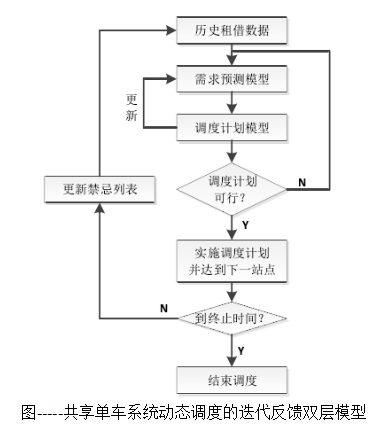 历史租借数据
需求预测模型
更
新
调度计划模型
调度计划
可行？
N
更新禁忌列表
Y
实施调度计划
并达到下一站点
N
到终止时间？
Y
结束调度
图-----共享单车系统动态调度的迭代反馈双层模型